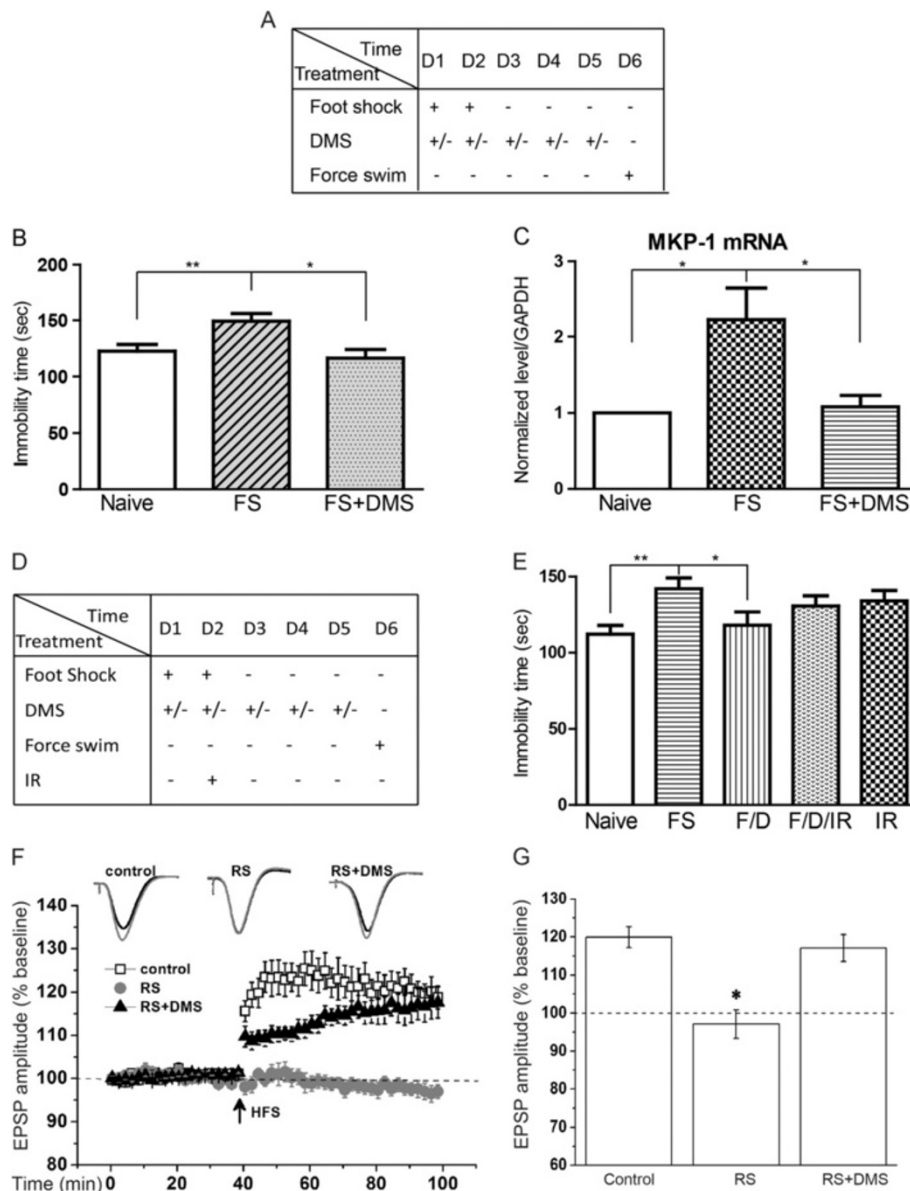 A
Time D1 D2 D3 D4 D5 D6
Treatment
Foot shock + + - - - -
DMS +/- +/- +/- +/- +/- -
Force swim - - - - - +
B
Immobility time (sec)
200
150
100
50
0
** *
Naive FS FS+DMS
C
MKP-1 mRNA
Normalized level/GAPDH
3
2
1
0
* *
Naive FS FS+DMS
D
Time D1 D2 D3 D4 D5 D6
Treatment
Foot Shock + + - - - -
DMS +/- +/- +/- +/- +/- -
Force swim - - - - - +
IR - + - - - -
E
Immobility time (sec)
150
100
50
0
** *
Naive FS F/D F/D/IR IR
F
control RS RS+DMS
EPSP amplitude (% baseline)
140
130
120
110
100
90
80
control
RS
RS+DMS
HFS
Time (min) 0 20 40 60 80 100
G
EPSP amplitude (% baseline)
130
120
110
100
90
80
70
60
*
Control RS RS+DMS